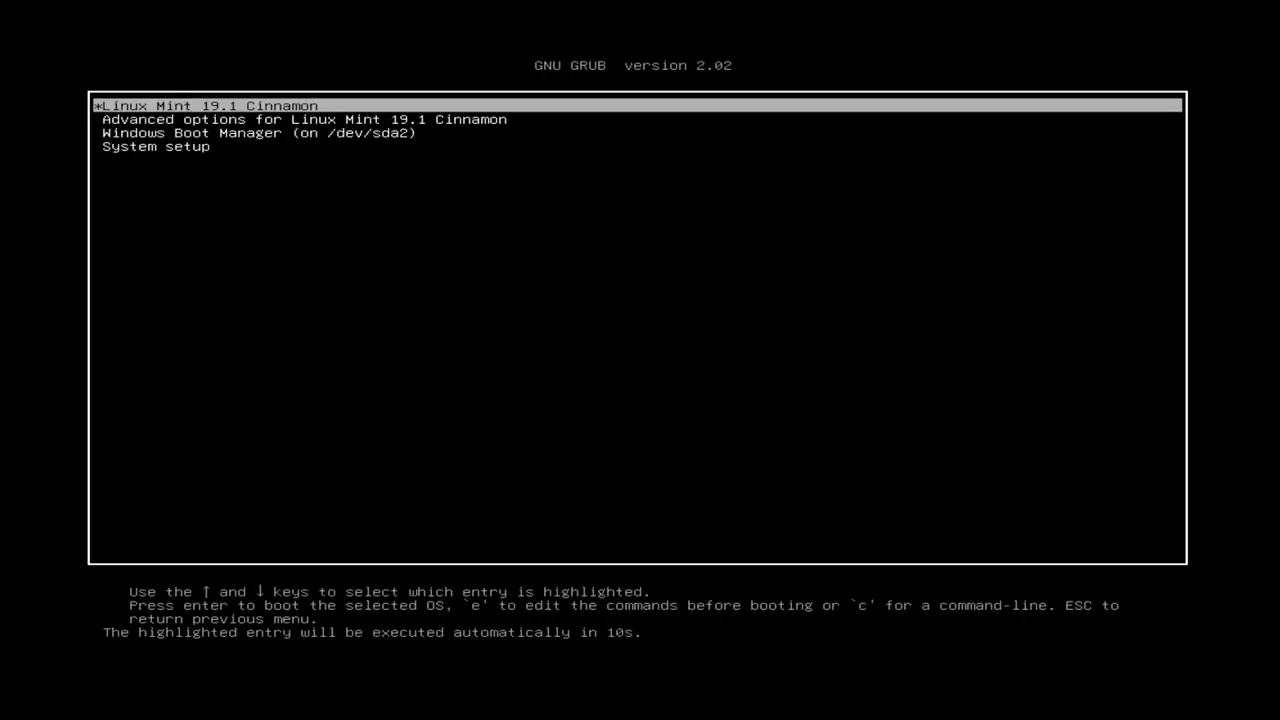 GNU GRUB  version 2.02
*Linux Mint 19.1 Cinnamon
Advanced options for Linux Mint 19.1 Cinnamon
Windows Boot Manager (on /dev/sda2)
System setup
Use the ↑ and ↓ keys to select which entry is highlighted.
Press enter to boot the selected OS, `e' to edit the commands before booting or `c' for a command-line. ESC to
return previous menu.
The highlighted entry will be executed automatically in 10s.